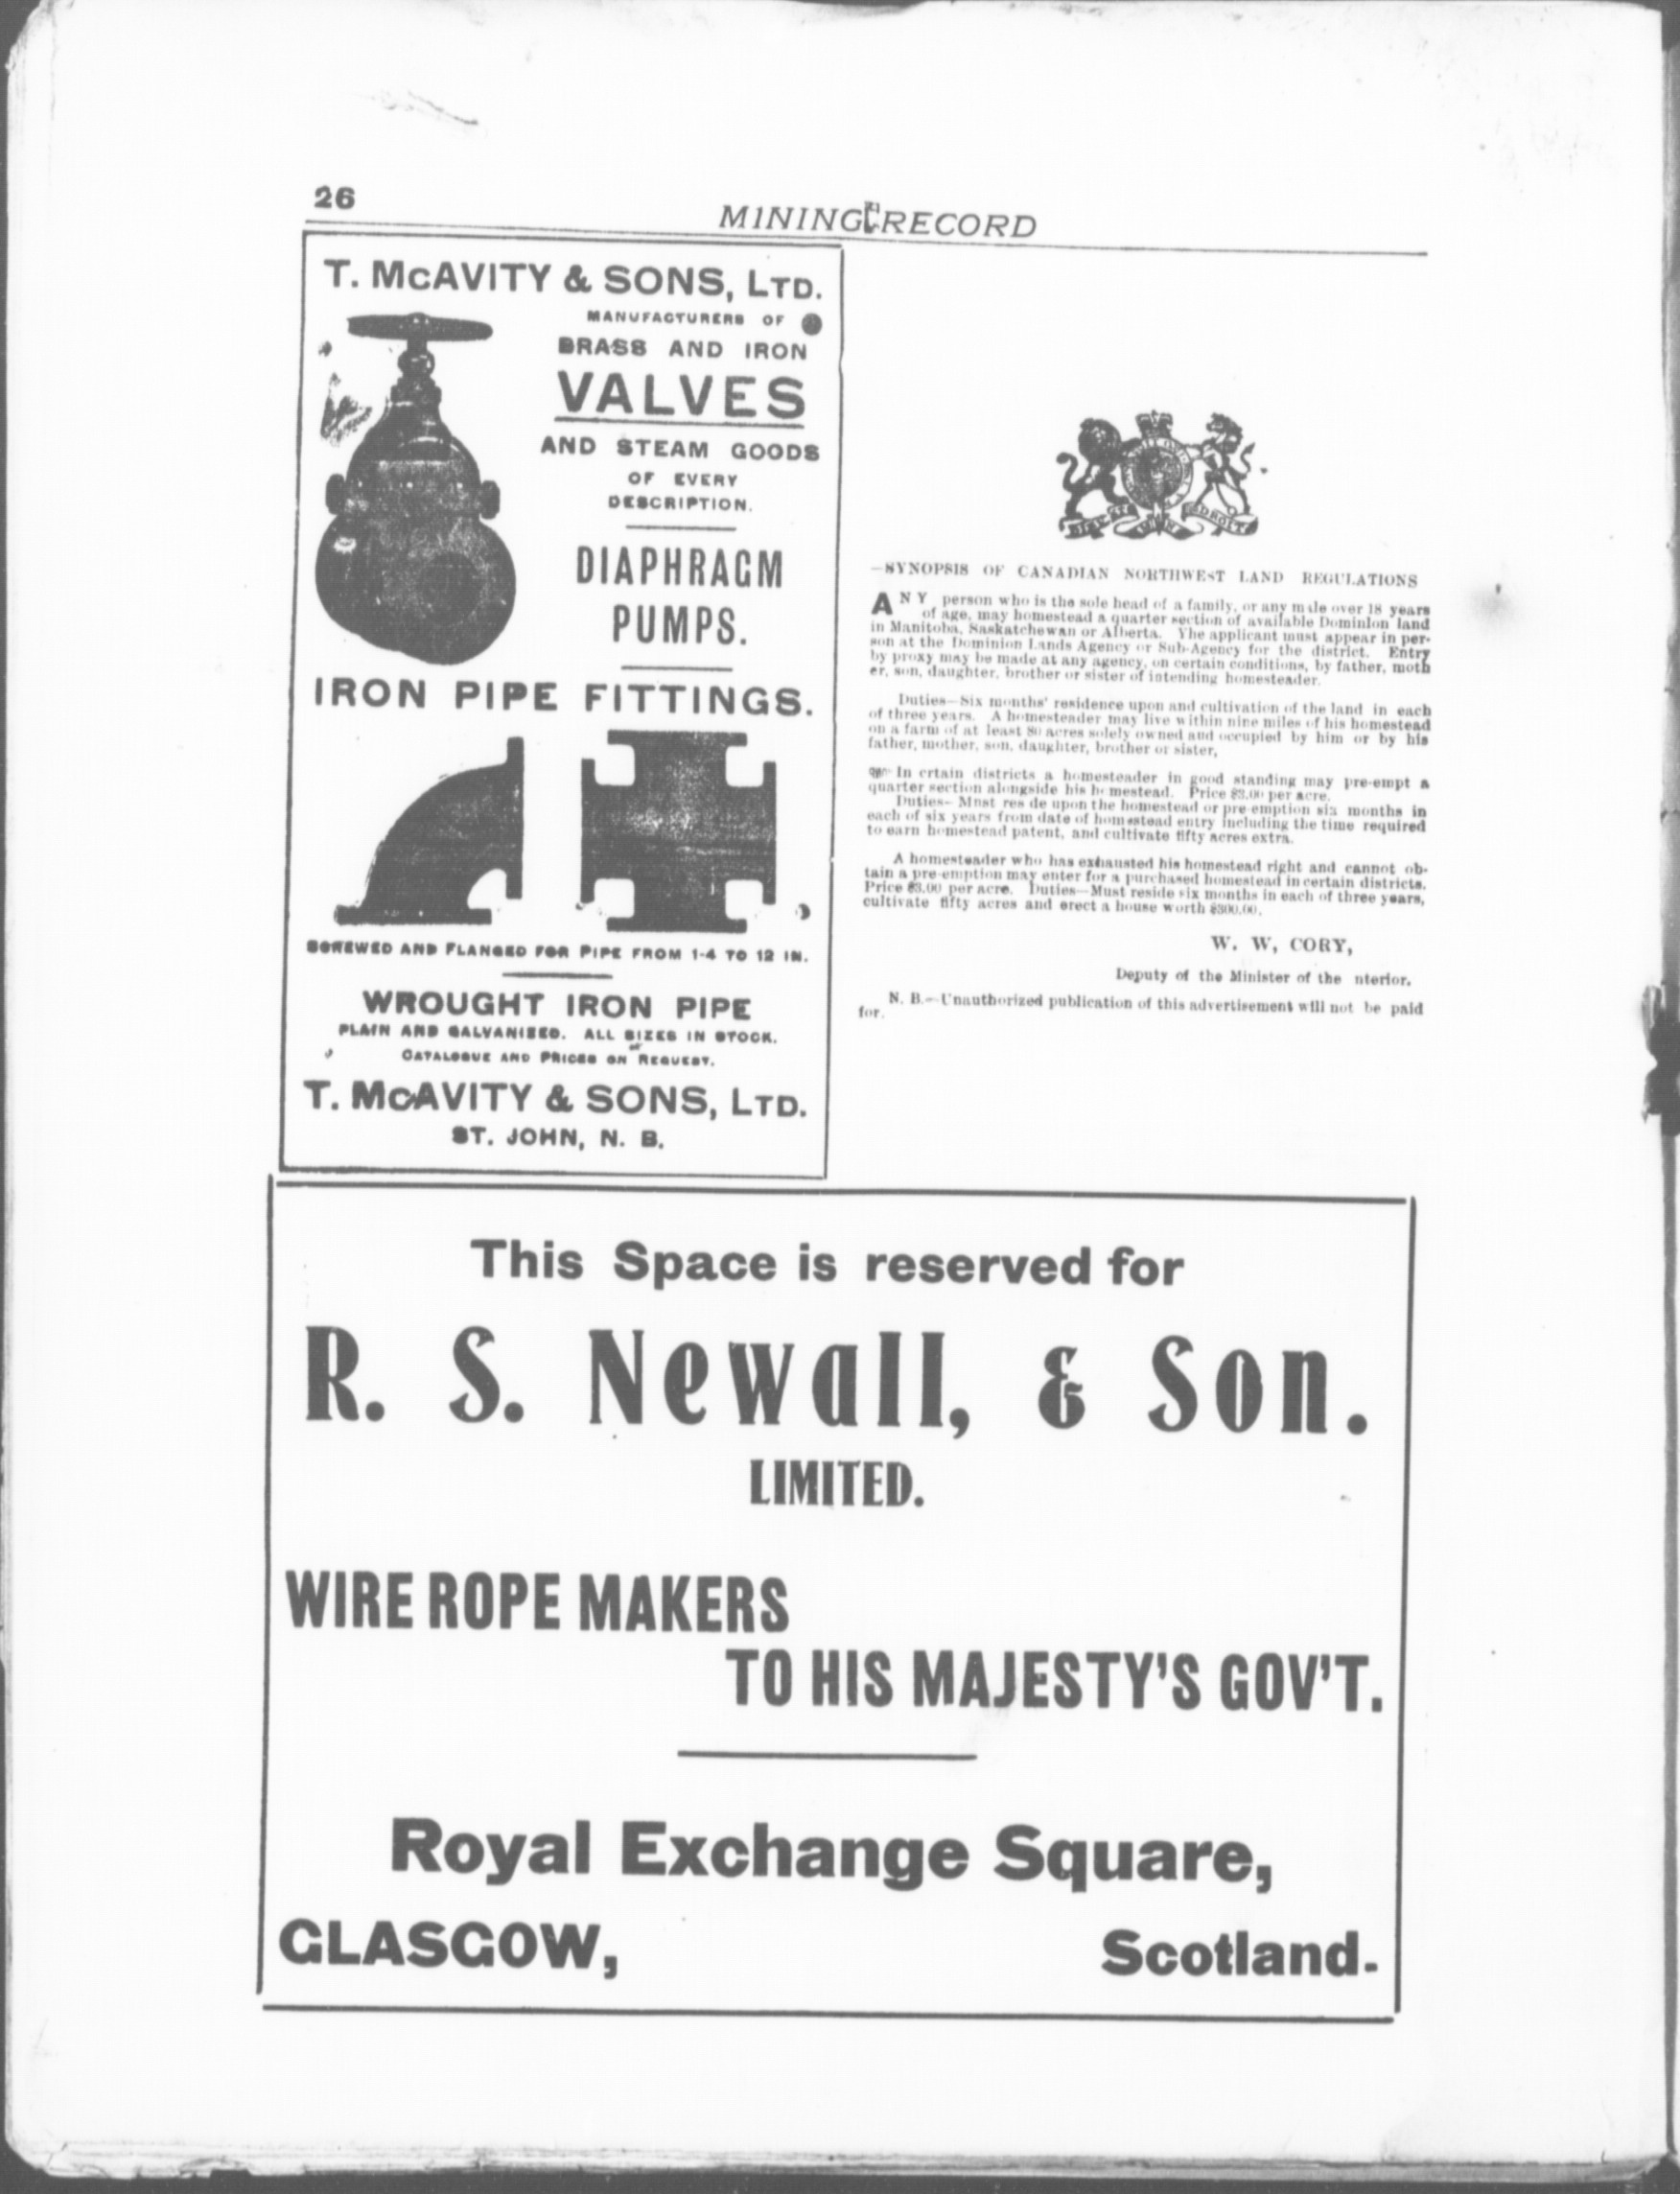 26
MINING RECORD
T. McAVITY & SONS, LTD.
MANUFACTURERS OF
BRASS AND IRON
VALVES
AND STEAM GOODS
OF EVERY
DESCRIPTION.
DIAPHRAGM
PUMPS.
IRON PIPE FITTINGS.
SCREWED AND FLANGED FOR PIPE FROM 1-4 TO 12 IN.
WROUGHT IRON PIPE
PLAIN AND GALVANISED. ALL SIZES IN STOCK.
CATALOGUE AND PRICES ON REQUEST.
T. McAVITY & SONS, LTD.
ST. JOHN, N. B.
DIEU ET MON DROIT
—SYNOPSIS OF CANADIAN NORTHWEST LAND REGULATIONS
ANY person who is the sole head of a family, or any male over 18 years
of age, may homestead a quarter section of available Dominion land
in Manitoba, Saskatchewan or Alberta. The applicant must appear in per-
son at the Dominion Lands Agency or Sub-Agency for the district. Entry
by proxy may be made at any agency, on certain conditions, by father, moth
er, son, daughter, brother or sister of intending homesteader.
Duties—Six months' residence upon and cultivation of the land in each
of three years. A homesteader may live within nine miles of his homestead
on a farm of at least 80 acres solely owned and occupied by him or by his
father, mother, son, daughter, brother or sister,
In crtain districts a homesteader in good standing may pre-empt a
quarter section alongside his homestead. Price $3.00 per acre.
Duties—Must res de upon the homestead or pre-emption six months in
each of six years from date of homestead entry including the time required
to earn homestead patent, and cultivate fifty acres extra.
A homesteader who has exhausted his homestead right and cannot ob-
tain a pre-emption may enter for a purchased homestead in certain districts.
Price $3.00 per acre. Duties—Must reside six months in each of three years,
cultivate fifty acres and erect a house worth $300.00.
W. W, CORY,
Deputy of the Minister of the nterior.
N. B.—Unauthorized publication of this advertisement will not be paid
for.
This Space is reserved for
R. S. Newall, & Son.
LIMITED.
WIRE ROPE MAKERS
TO HIS MAJESTY'S GOV'T.
Royal Exchange Square,
GLASGOW, Scotland.